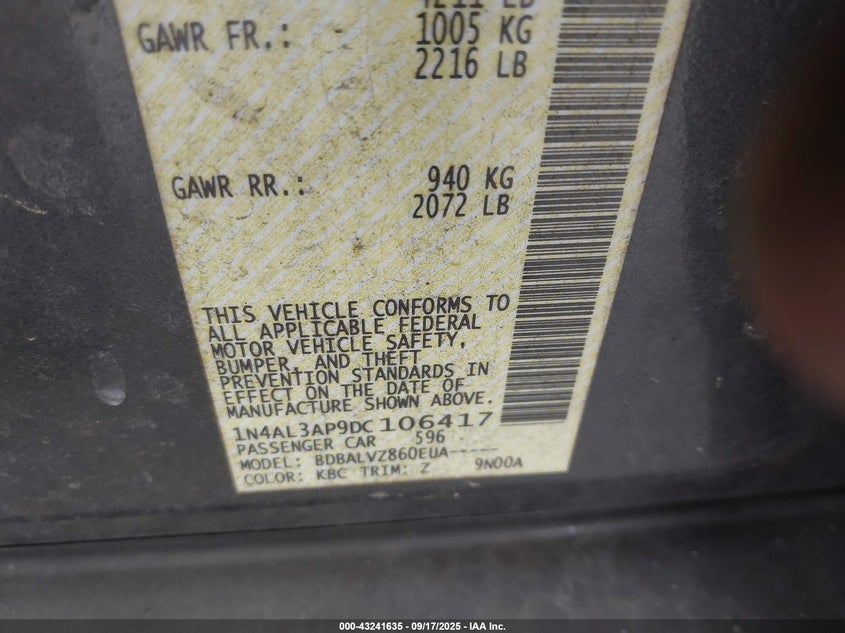 4211 LB
GAWR FR.: 1005 KG
2216 LB
GAWR RR.: 940 KG
2072 LB
THIS VEHICLE CONFORMS TO
ALL APPLICABLE FEDERAL
MOTOR VEHICLE SAFETY,
BUMPER, AND THEFT
PREVENTION STANDARDS IN
EFFECT ON THE DATE OF
MANUFACTURE SHOWN ABOVE.
1N4AL3AP9DC106417
PASSENGER CAR 596
MODEL: BDBALVZ860EUA-----
COLOR: KBC TRIM: Z 9N00A
000-43241635 - 09/17/2025 - IAA Inc.